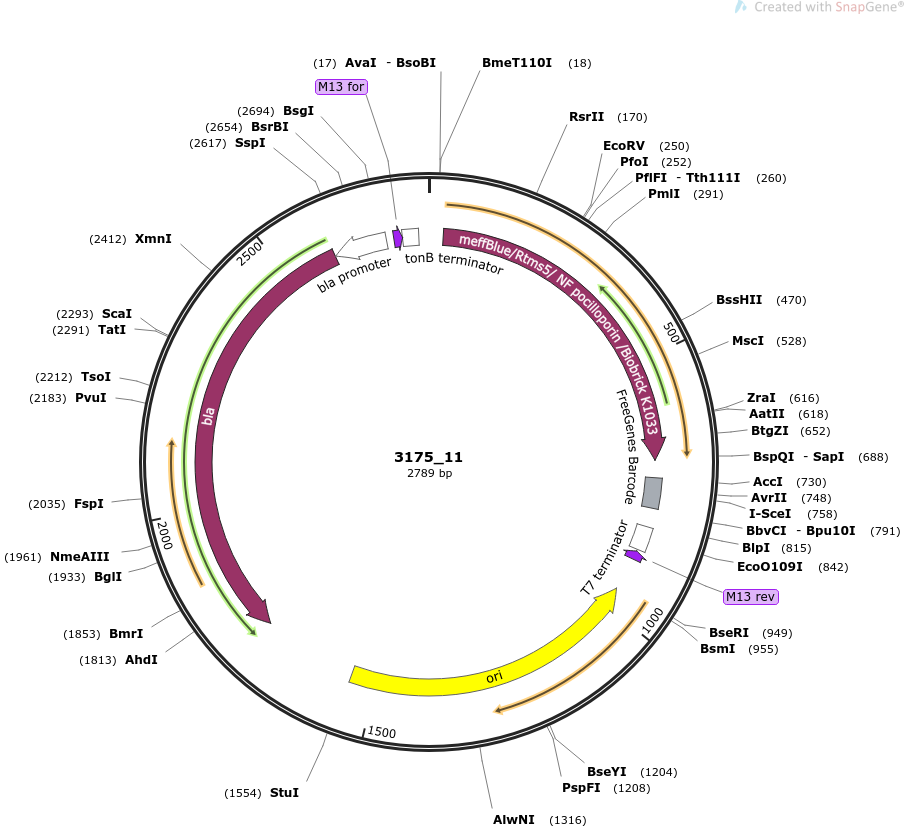 Created with SnapGene®
(17) AvaI - BsoBI
BmeT110I (18)
M13 for
(2694) BsgI
(2654) BsrBI
(2617) SspI
RsrII (170)
EcoRV (250)
PfoI (252)
PflFI - Tth111I (260)
PmlI (291)
(2412) XmnI
2500
bla promoter
tonB terminator
meffBlue/Rtms5/ NF pocilloporin /Biobrick K1033
BssHII (470)
500
MscI (528)
(2293) ScaI
(2291) TatI
(2212) TsoI
(2183) PvuI
bla
ZraI (616)
AatII (618)
BtgZI (652)
BspQI - SapI (688)
FreeGenes Barcode
3175_11
2789 bp
AccI (730)
AvrII (748)
I-SceI (758)
BbvCI - Bpu10I (791)
BlpI (815)
EcoO109I (842)
(2035) FspI
2000
(1961) NmeAIII
(1933) BglI
T7 terminator
M13 rev
(1853) BmrI
(1813) AhdI
1000
BseRI (949)
BsmI (955)
ori
1500
(1554) StuI
BseYI (1204)
PspFI (1208)
AlwNI (1316)